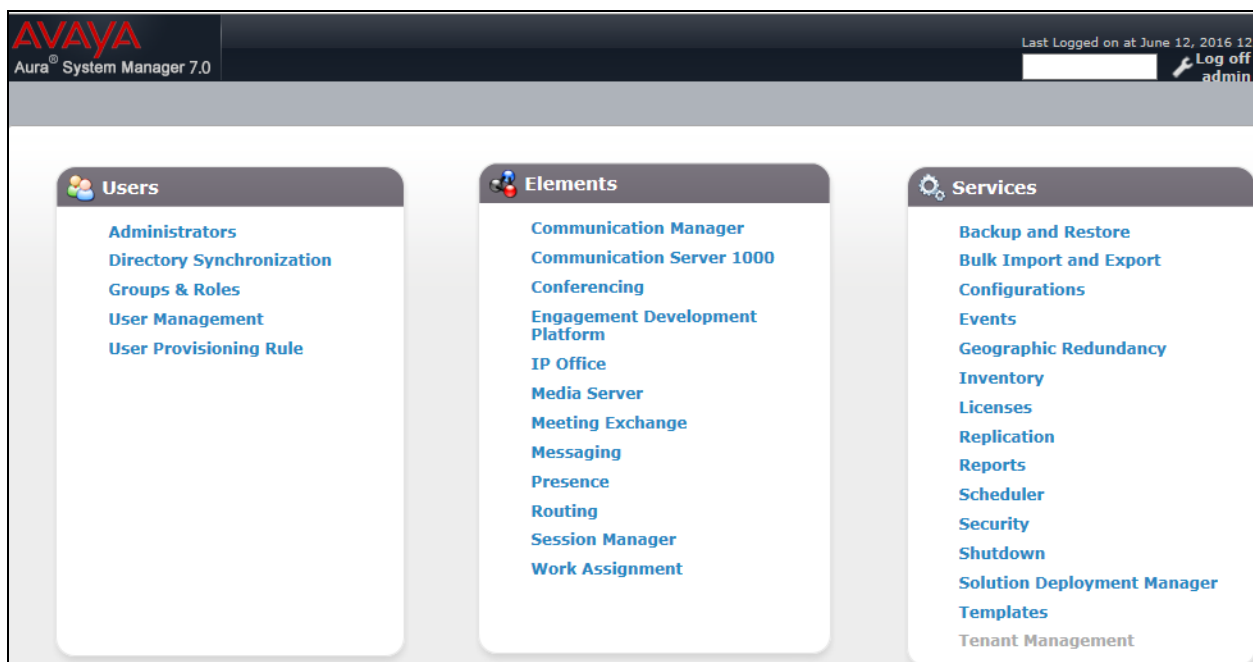 AVAYA
Aura® System Manager 7.0
Last Logged on at June 12, 2016 12
Log off
admin
Users
Administrators
Directory Synchronization
Groups & Roles
User Management
User Provisioning Rule
Elements
Communication Manager
Communication Server 1000
Conferencing
Engagement Development
Platform
IP Office
Media Server
Meeting Exchange
Messaging
Presence
Routing
Session Manager
Work Assignment
Services
Backup and Restore
Bulk Import and Export
Configurations
Events
Geographic Redundancy
Inventory
Licenses
Replication
Reports
Scheduler
Security
Shutdown
Solution Deployment Manager
Templates
Tenant Management